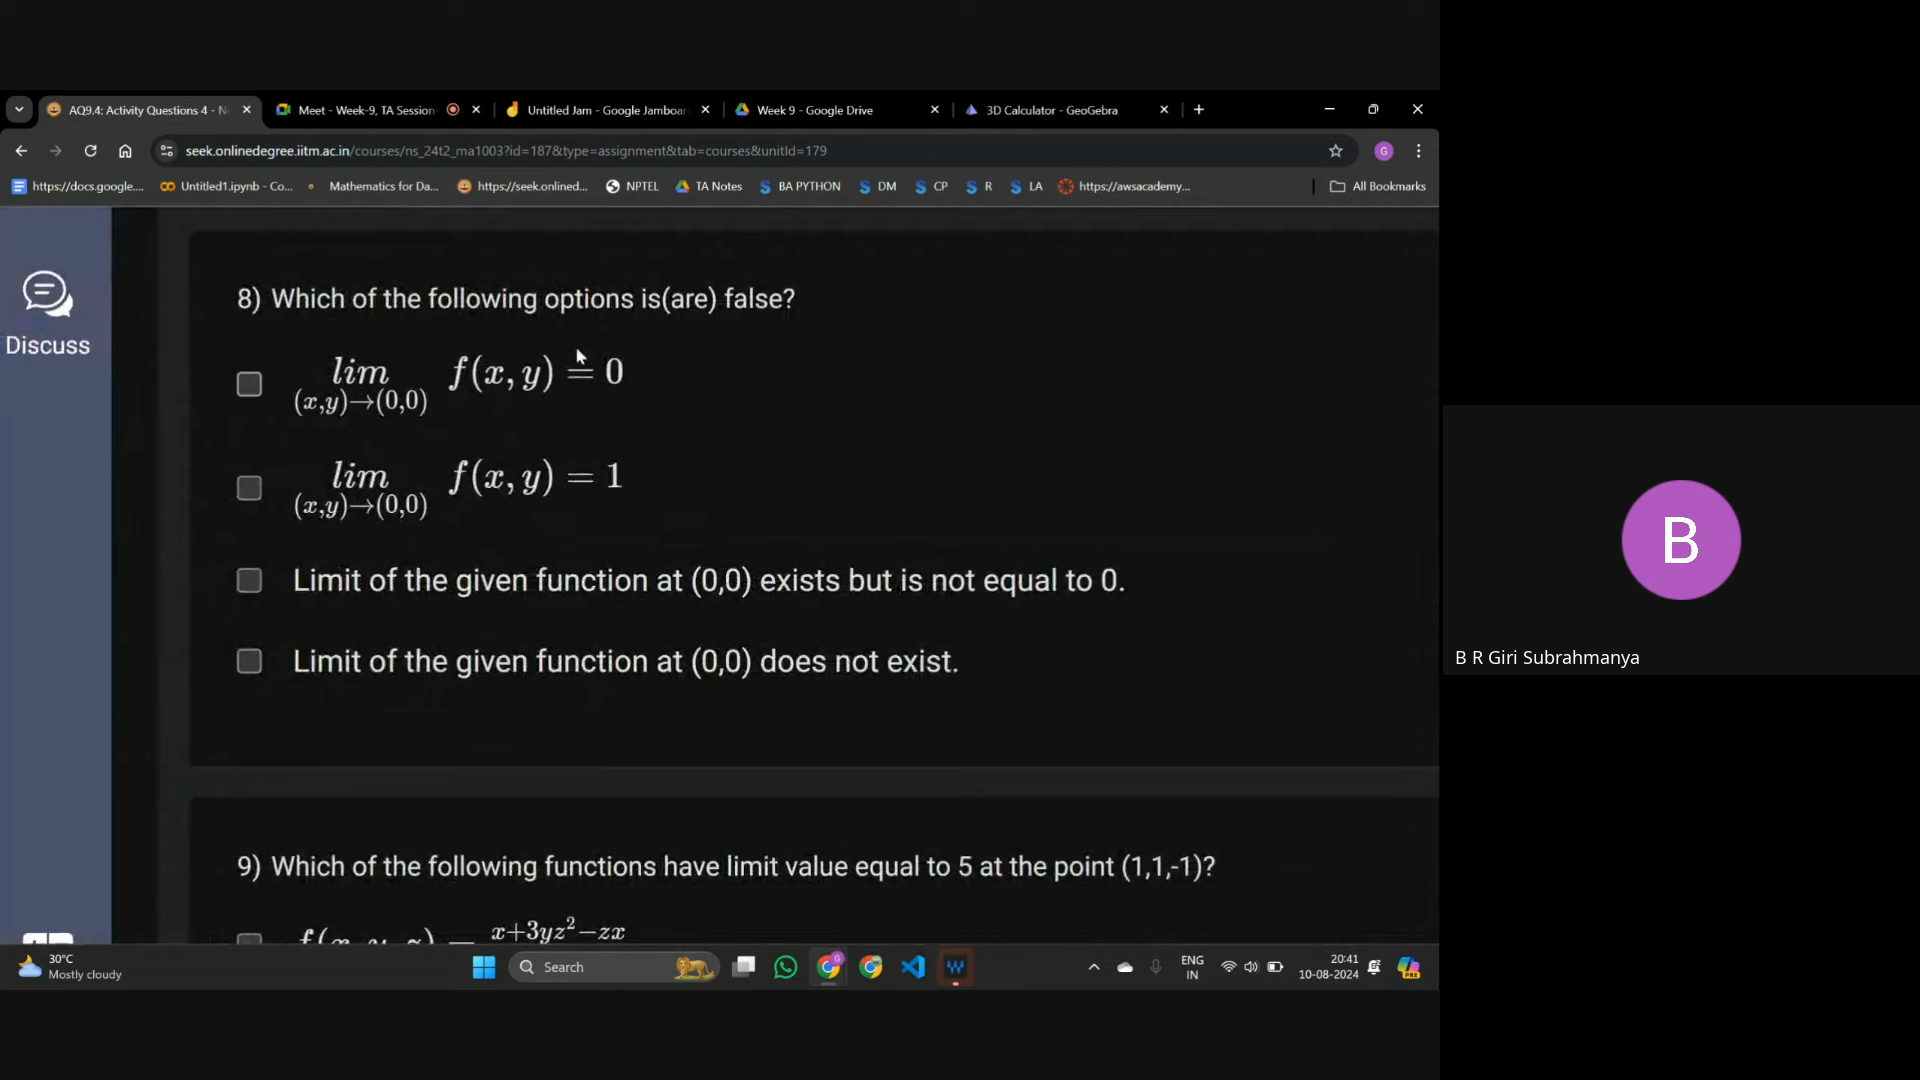 AQ9.4: Activity Questions 4 - N
Meet - Week-9, TA Session
Untitled Jam - Google Jamboar
Week 9 - Google Drive
3D Calculator - GeoGebra
seek.onlinedegree.iitm.ac.in/courses/ns_24t2_ma1003?id=187&type=assignment&tab=courses&unitId=179
G
https://docs.google....
Untitled1.ipynb - Co...
Mathematics for Da...
https://seek.onlined...
NPTEL
TA Notes
BA PYTHON
DM
CP
R
LA
https://awsacademy...
All Bookmarks
Discuss
8) Which of the following options is(are) false?
lim f(x, y) = 0
(x,y)→(0,0)
lim f(x, y) = 1
(x,y)→(0,0)
Limit of the given function at (0,0) exists but is not equal to 0.
Limit of the given function at (0,0) does not exist.
9) Which of the following functions have limit value equal to 5 at the point (1,1,-1)?
x+3yz²−zx
f(x, y, z) =
B
B R Giri Subrahmanya
30°C
Mostly cloudy
Search
ENG
IN
20:41
10-08-2024